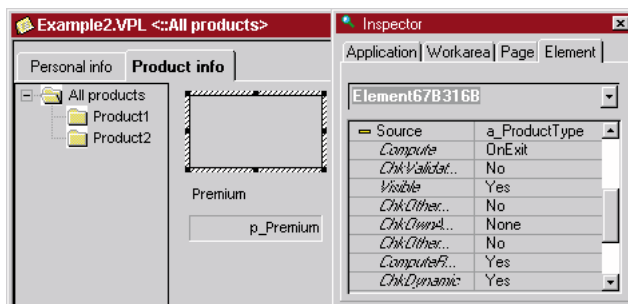 Example2.VPL <::All products>
Personal info Product info
All products
Product1
Product2
Premium
p_Premium
Inspector
Application Workarea Page Element
Element67B316B
Source a_ProductType
Compute OnExit
ChkValidat... No
Visible Yes
ChkOther... No
ChkOwnA... None
ChkOther... No
ComputeR... Yes
ChkDynamic Yes